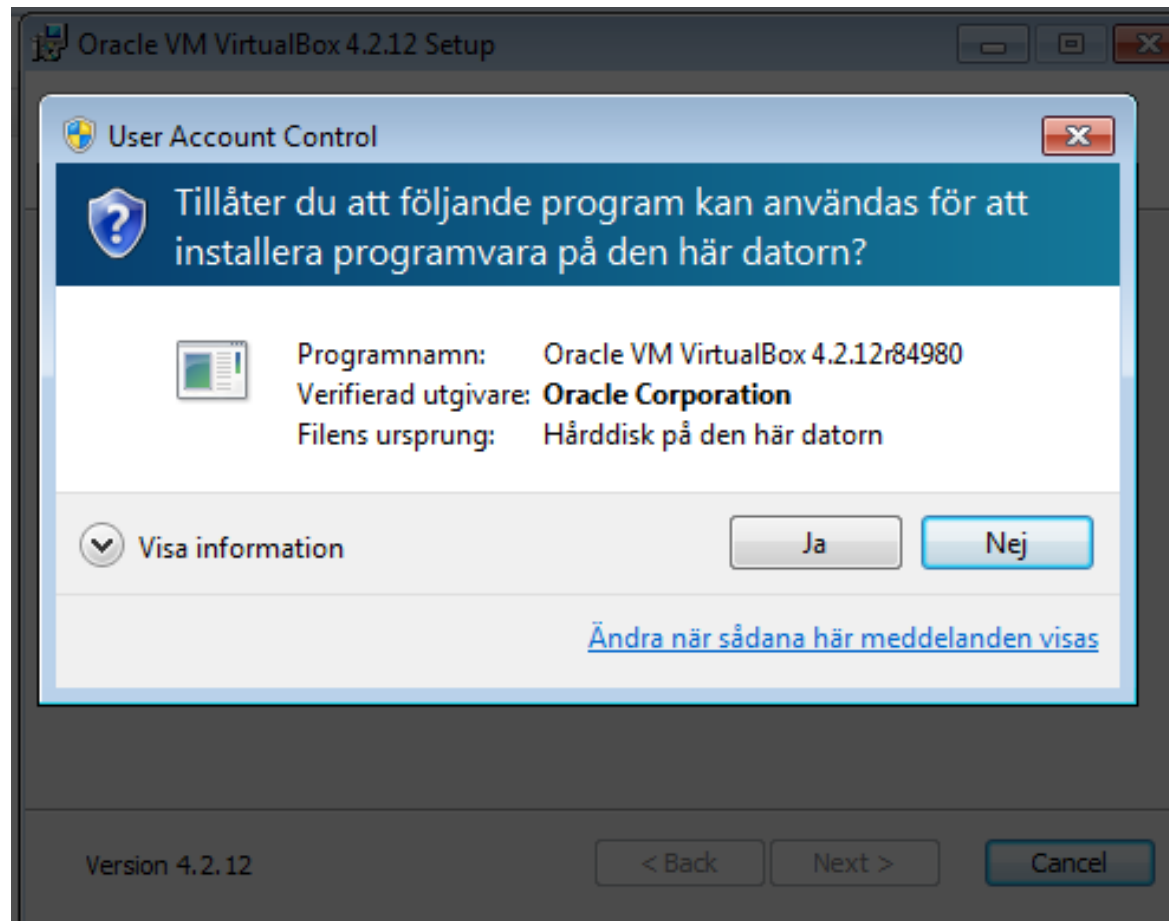 Oracle VM VirtualBox 4.2.12 Setup
User Account Control
Tillåter du att följande program kan användas för att
installera programvara på den här datorn?
Programnamn: Oracle VM VirtualBox 4.2.12r84980
Verifierad utgivare: Oracle Corporation
Filens ursprung: Hårddisk på den här datorn
Visa information Ja Nej
Ändra när sådana här meddelanden visas
Version 4.2.12 < Back Next > Cancel